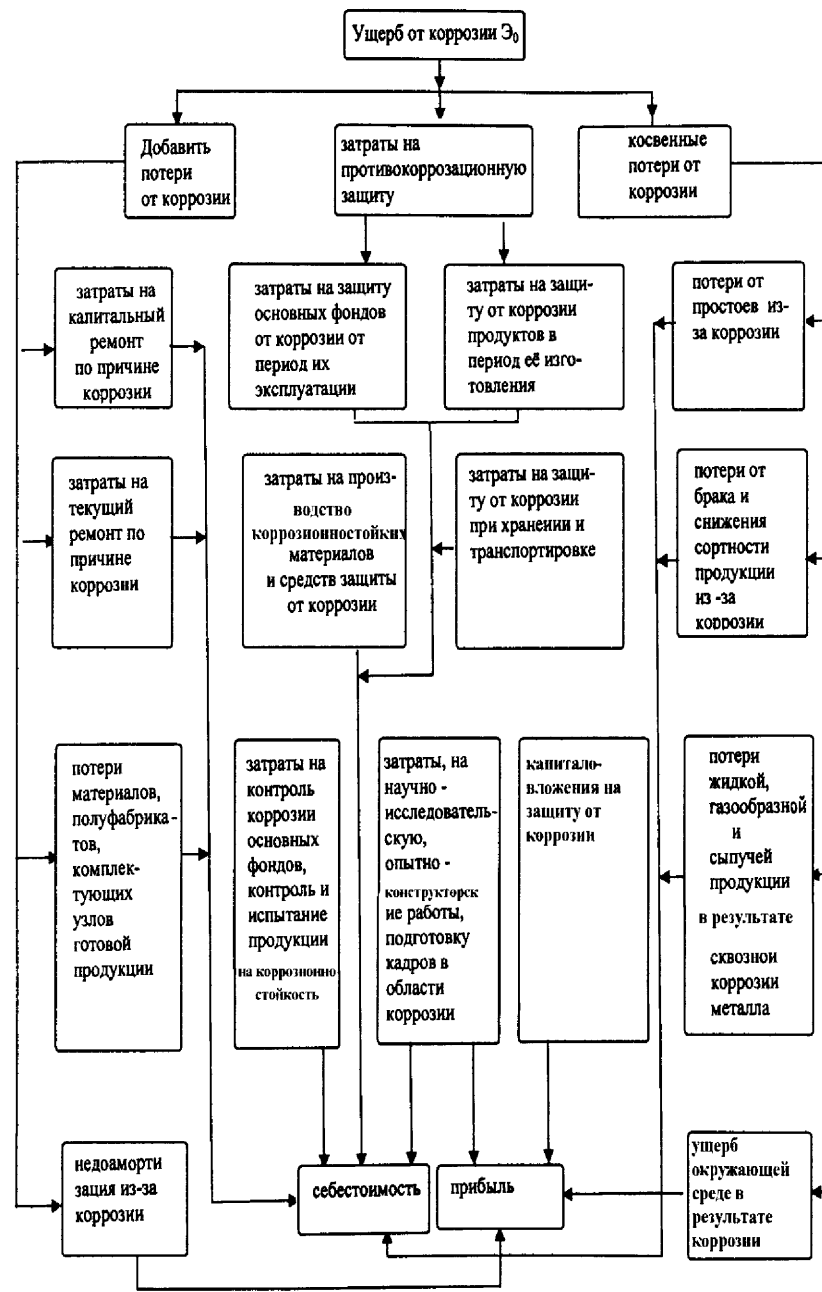 Ущерб от коррозии Э₀
Добавить
потери
от коррозии
затраты на
противокоррозационную
защиту
косвенные
потери от
коррозии
затраты на
капитальный
ремонт
по причине
коррозии
затраты на защиту
основных фондов
от коррозии от
период их
эксплуатации
затраты на защи-
ту от коррозии
продуктов в
период её изго-
товления
потери от
простоев из-
за коррозии
затраты на
текущий
ремонт по
причине
коррозии
затраты на произ-
водство
коррозионностойких
материалов
и средств защиты
от коррозии
затраты на защи-
ту от коррозии
при хранении и
транспортировке
потери от
брака и
снижения
сортности
продукции
из -за
коррозии
потери
материалов,
полуфабрика-
тов,
комплек-
тующих
узлов
готовой
продукции
затраты на
контроль
коррозии
основных
фондов,
контроль и
испытание
продукции
на коррозионно
стойкость
затраты, на
научно -
исследователь-
скую,
опытно -
конструкторск
ие работы,
подготовку
кадров в
области
коррозии
капитало-
вложения на
защиту от
коррозии
потери
жидкой,
газообразной
и
сыпучей
продукции
в результате
сквозной
коррозии
металла
недоаморти
зация из-за
коррозии
себестоимость
прибыль
ущерб
окружающей
среде в
результате
коррозии